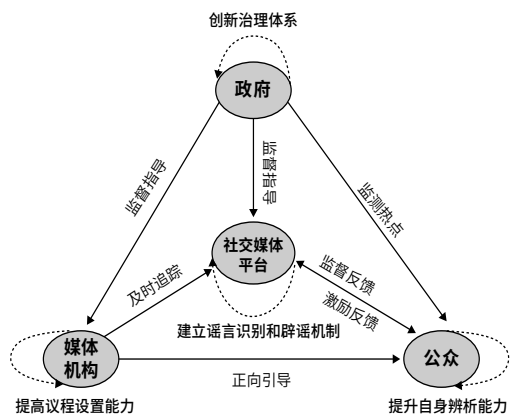 创新治理体系
政府
监督指导
监督指导
监测热点
社交媒体
平台
及时追踪
监督反馈
激励反馈
建立谣言识别和辟谣机制
媒体
机构
公众
正向引导
提高议程设置能力
提升自身辨析能力